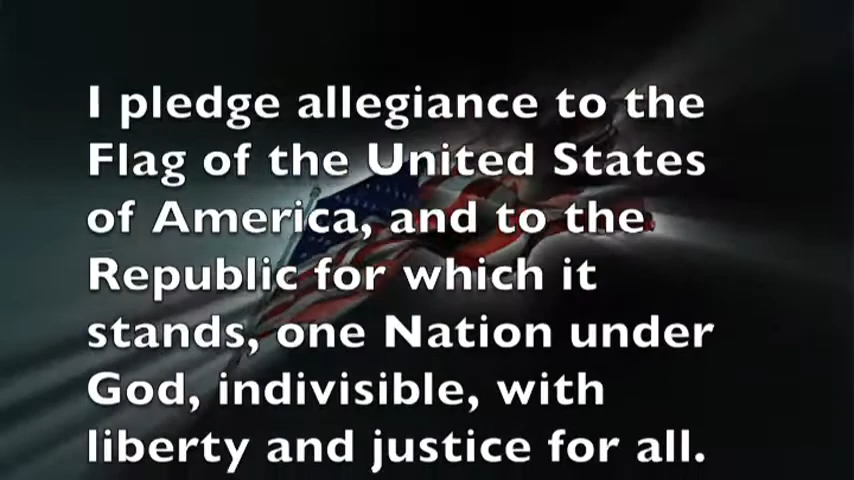 I pledge allegiance to the
Flag of the United States
of America, and to the
Republic for which it
stands, one Nation under
God, indivisible, with
liberty and justice for all.